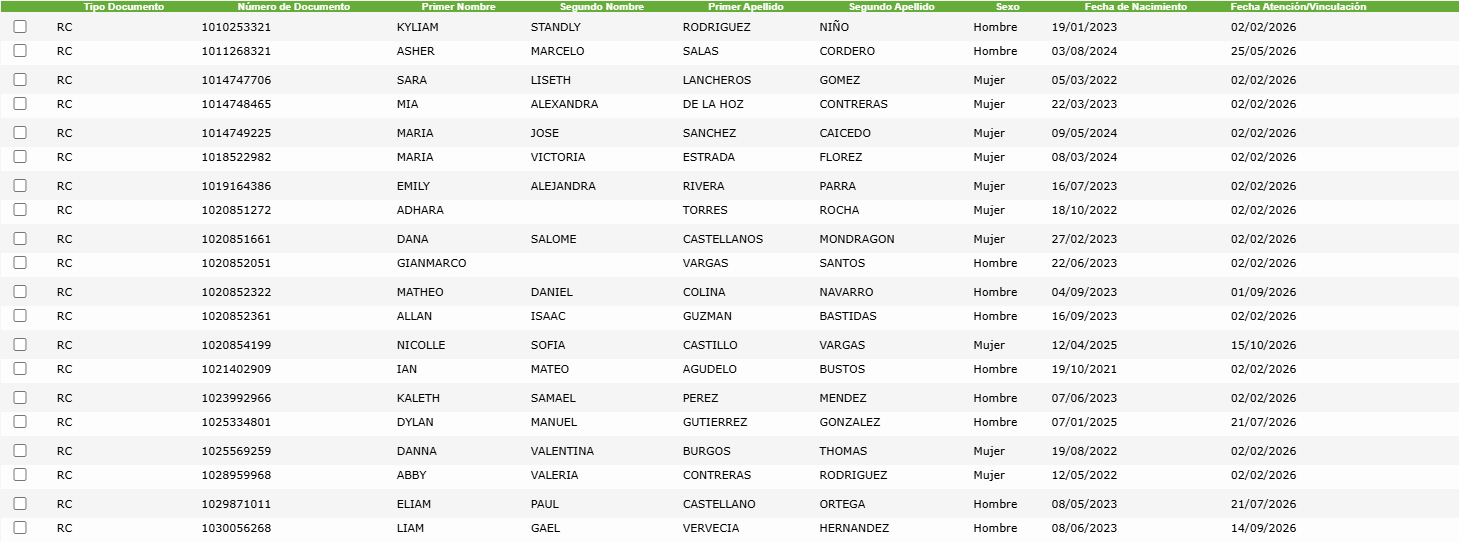 Tipo Documento Número de Documento Primer Nombre Segundo Nombre Primer Apellido Segundo Apellido Sexo Fecha de Nacimiento Fecha Atención/Vinculación
RC 1010253321 KYLIAM STANDLY RODRIGUEZ NIÑO Hombre 19/01/2023 02/02/2026
RC 1011268321 ASHER MARCELO SALAS CORDERO Hombre 03/08/2024 25/05/2026
RC 1014747706 SARA LISETH LANCHEROS GOMEZ Mujer 05/03/2022 02/02/2026
RC 1014748465 MIA ALEXANDRA DE LA HOZ CONTRERAS Mujer 22/03/2023 02/02/2026
RC 1014749225 MARIA JOSE SANCHEZ CAICEDO Mujer 09/05/2024 02/02/2026
RC 1018522982 MARIA VICTORIA ESTRADA FLOREZ Mujer 08/03/2024 02/02/2026
RC 1019164386 EMILY ALEJANDRA RIVERA PARRA Mujer 16/07/2023 02/02/2026
RC 1020851272 ADHARA TORRES ROCHA Mujer 18/10/2022 02/02/2026
RC 1020851661 DANA SALOME CASTELLANOS MONDRAGON Mujer 27/02/2023 02/02/2026
RC 1020852051 GIANMARCO VARGAS SANTOS Hombre 22/06/2023 02/02/2026
RC 1020852322 MATHEO DANIEL COLINA NAVARRO Hombre 04/09/2023 01/09/2026
RC 1020852361 ALLAN ISAAC GUZMAN BASTIDAS Hombre 16/09/2023 02/02/2026
RC 1020854199 NICOLLE SOFIA CASTILLO VARGAS Mujer 12/04/2025 15/10/2026
RC 1021402909 IAN MATEO AGUDELO BUSTOS Hombre 19/10/2021 02/02/2026
RC 1023992966 KALETH SAMAEL PEREZ MENDEZ Hombre 07/06/2023 02/02/2026
RC 1025334801 DYLAN MANUEL GUTIERREZ GONZALEZ Hombre 07/01/2025 21/07/2026
RC 1025569259 DANNA VALENTINA BURGOS THOMAS Mujer 19/08/2022 02/02/2026
RC 1028959968 ABBY VALERIA CONTRERAS RODRIGUEZ Mujer 12/05/2022 02/02/2026
RC 1029871011 ELIAM PAUL CASTELLANO ORTEGA Hombre 08/05/2023 21/07/2026
RC 1030056268 LIAM GAEL VERVECIA HERNANDEZ Hombre 08/06/2023 14/09/2026